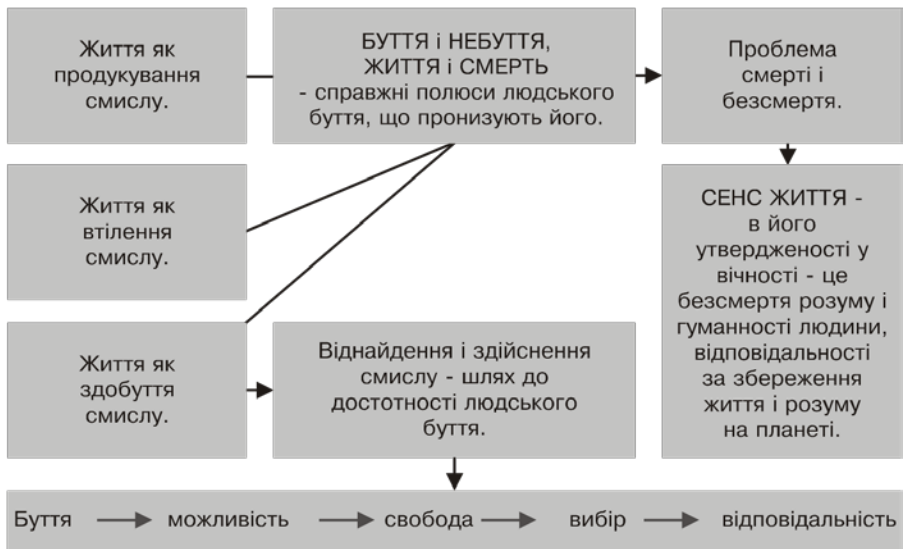 Життя як
продукування
смислу.
БУТТЯ і НЕБУТТЯ,
ЖИТТЯ і СМЕРТЬ
- справжні полюси людського
буття, що пронизують його.
Проблема
смерті і
безсмертя.
Життя як
втілення
смислу.
СЕНС ЖИТТЯ -
в його
утвердженості у
вічності - це
безсмертя розуму і
гуманності людини,
відповідальності
за збереження
життя і розуму
на планеті.
Життя як
здобуття
смислу.
Віднайдення і здійснення
смислу - шлях до
достотності людського
буття.
Буття → можливість → свобода → вибір → відповідальність